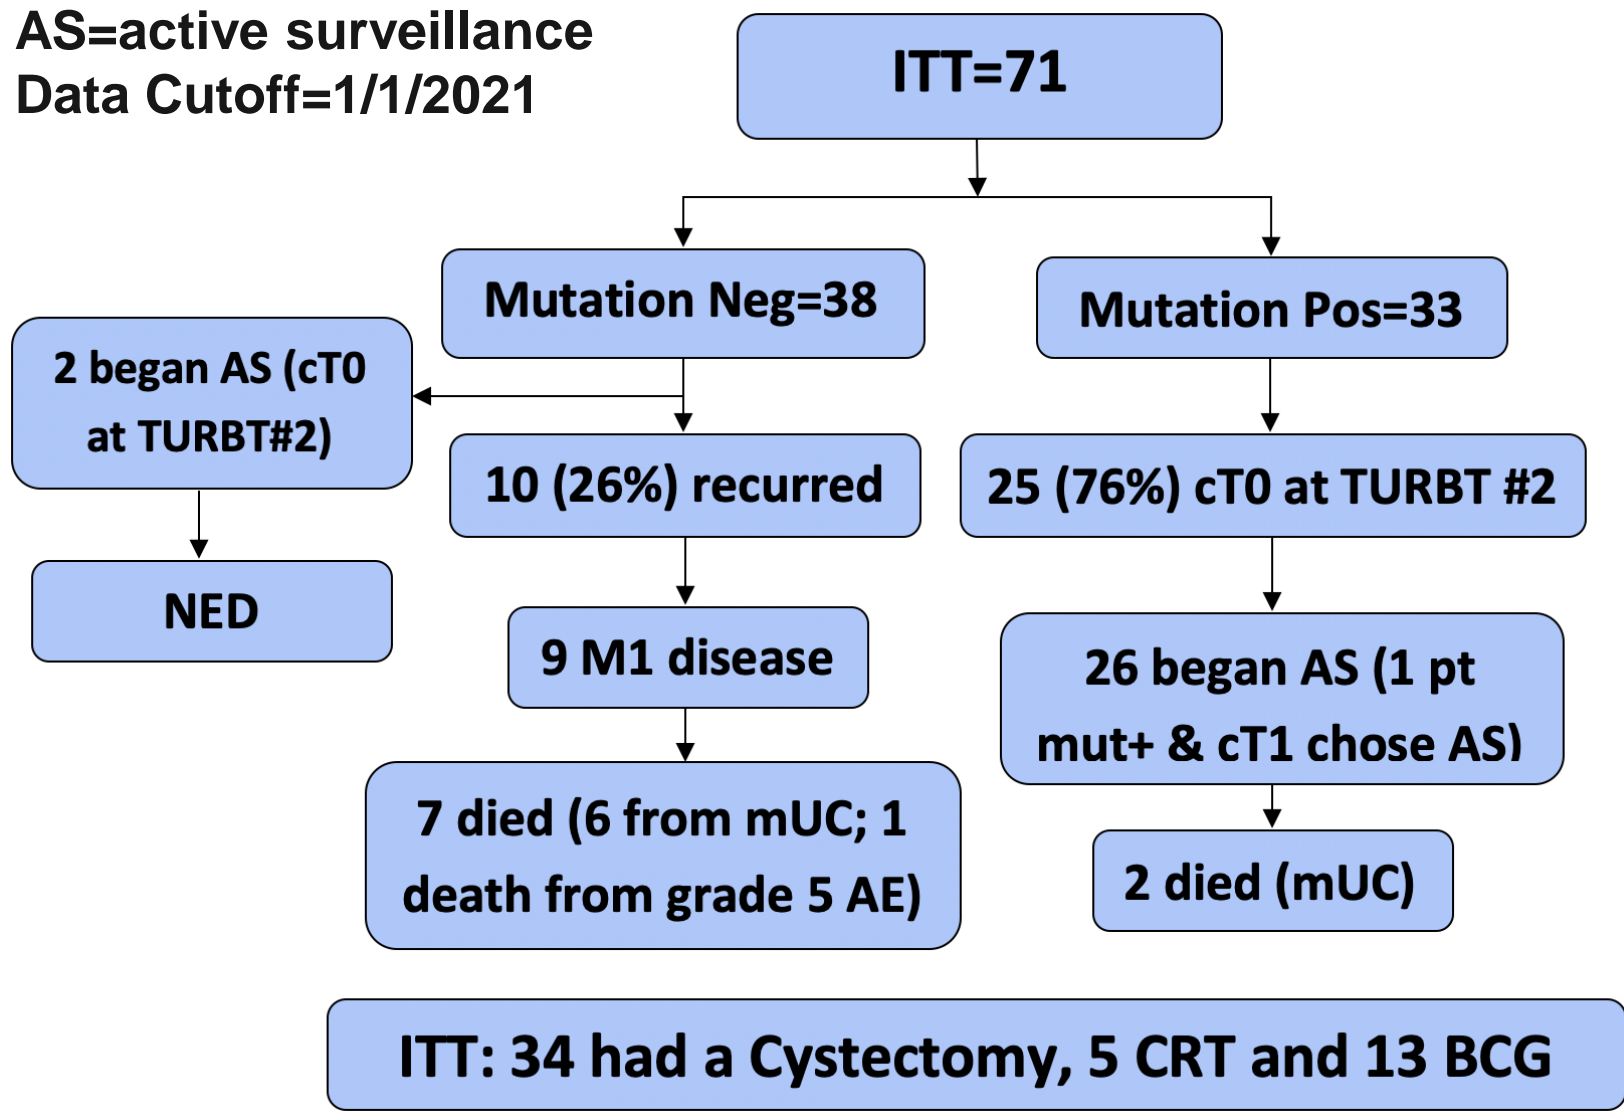 AS=active surveillance
Data Cutoff=1/1/2021
ITT=71
Mutation Neg=38
Mutation Pos=33
2 began AS (cT0
at TURBT#2)
10 (26%) recurred
25 (76%) cT0 at TURBT #2
NED
9 M1 disease
26 began AS (1 pt
mut+ & cT1 chose AS)
7 died (6 from mUC; 1
death from grade 5 AE)
2 died (mUC)
ITT: 34 had a Cystectomy, 5 CRT and 13 BCG